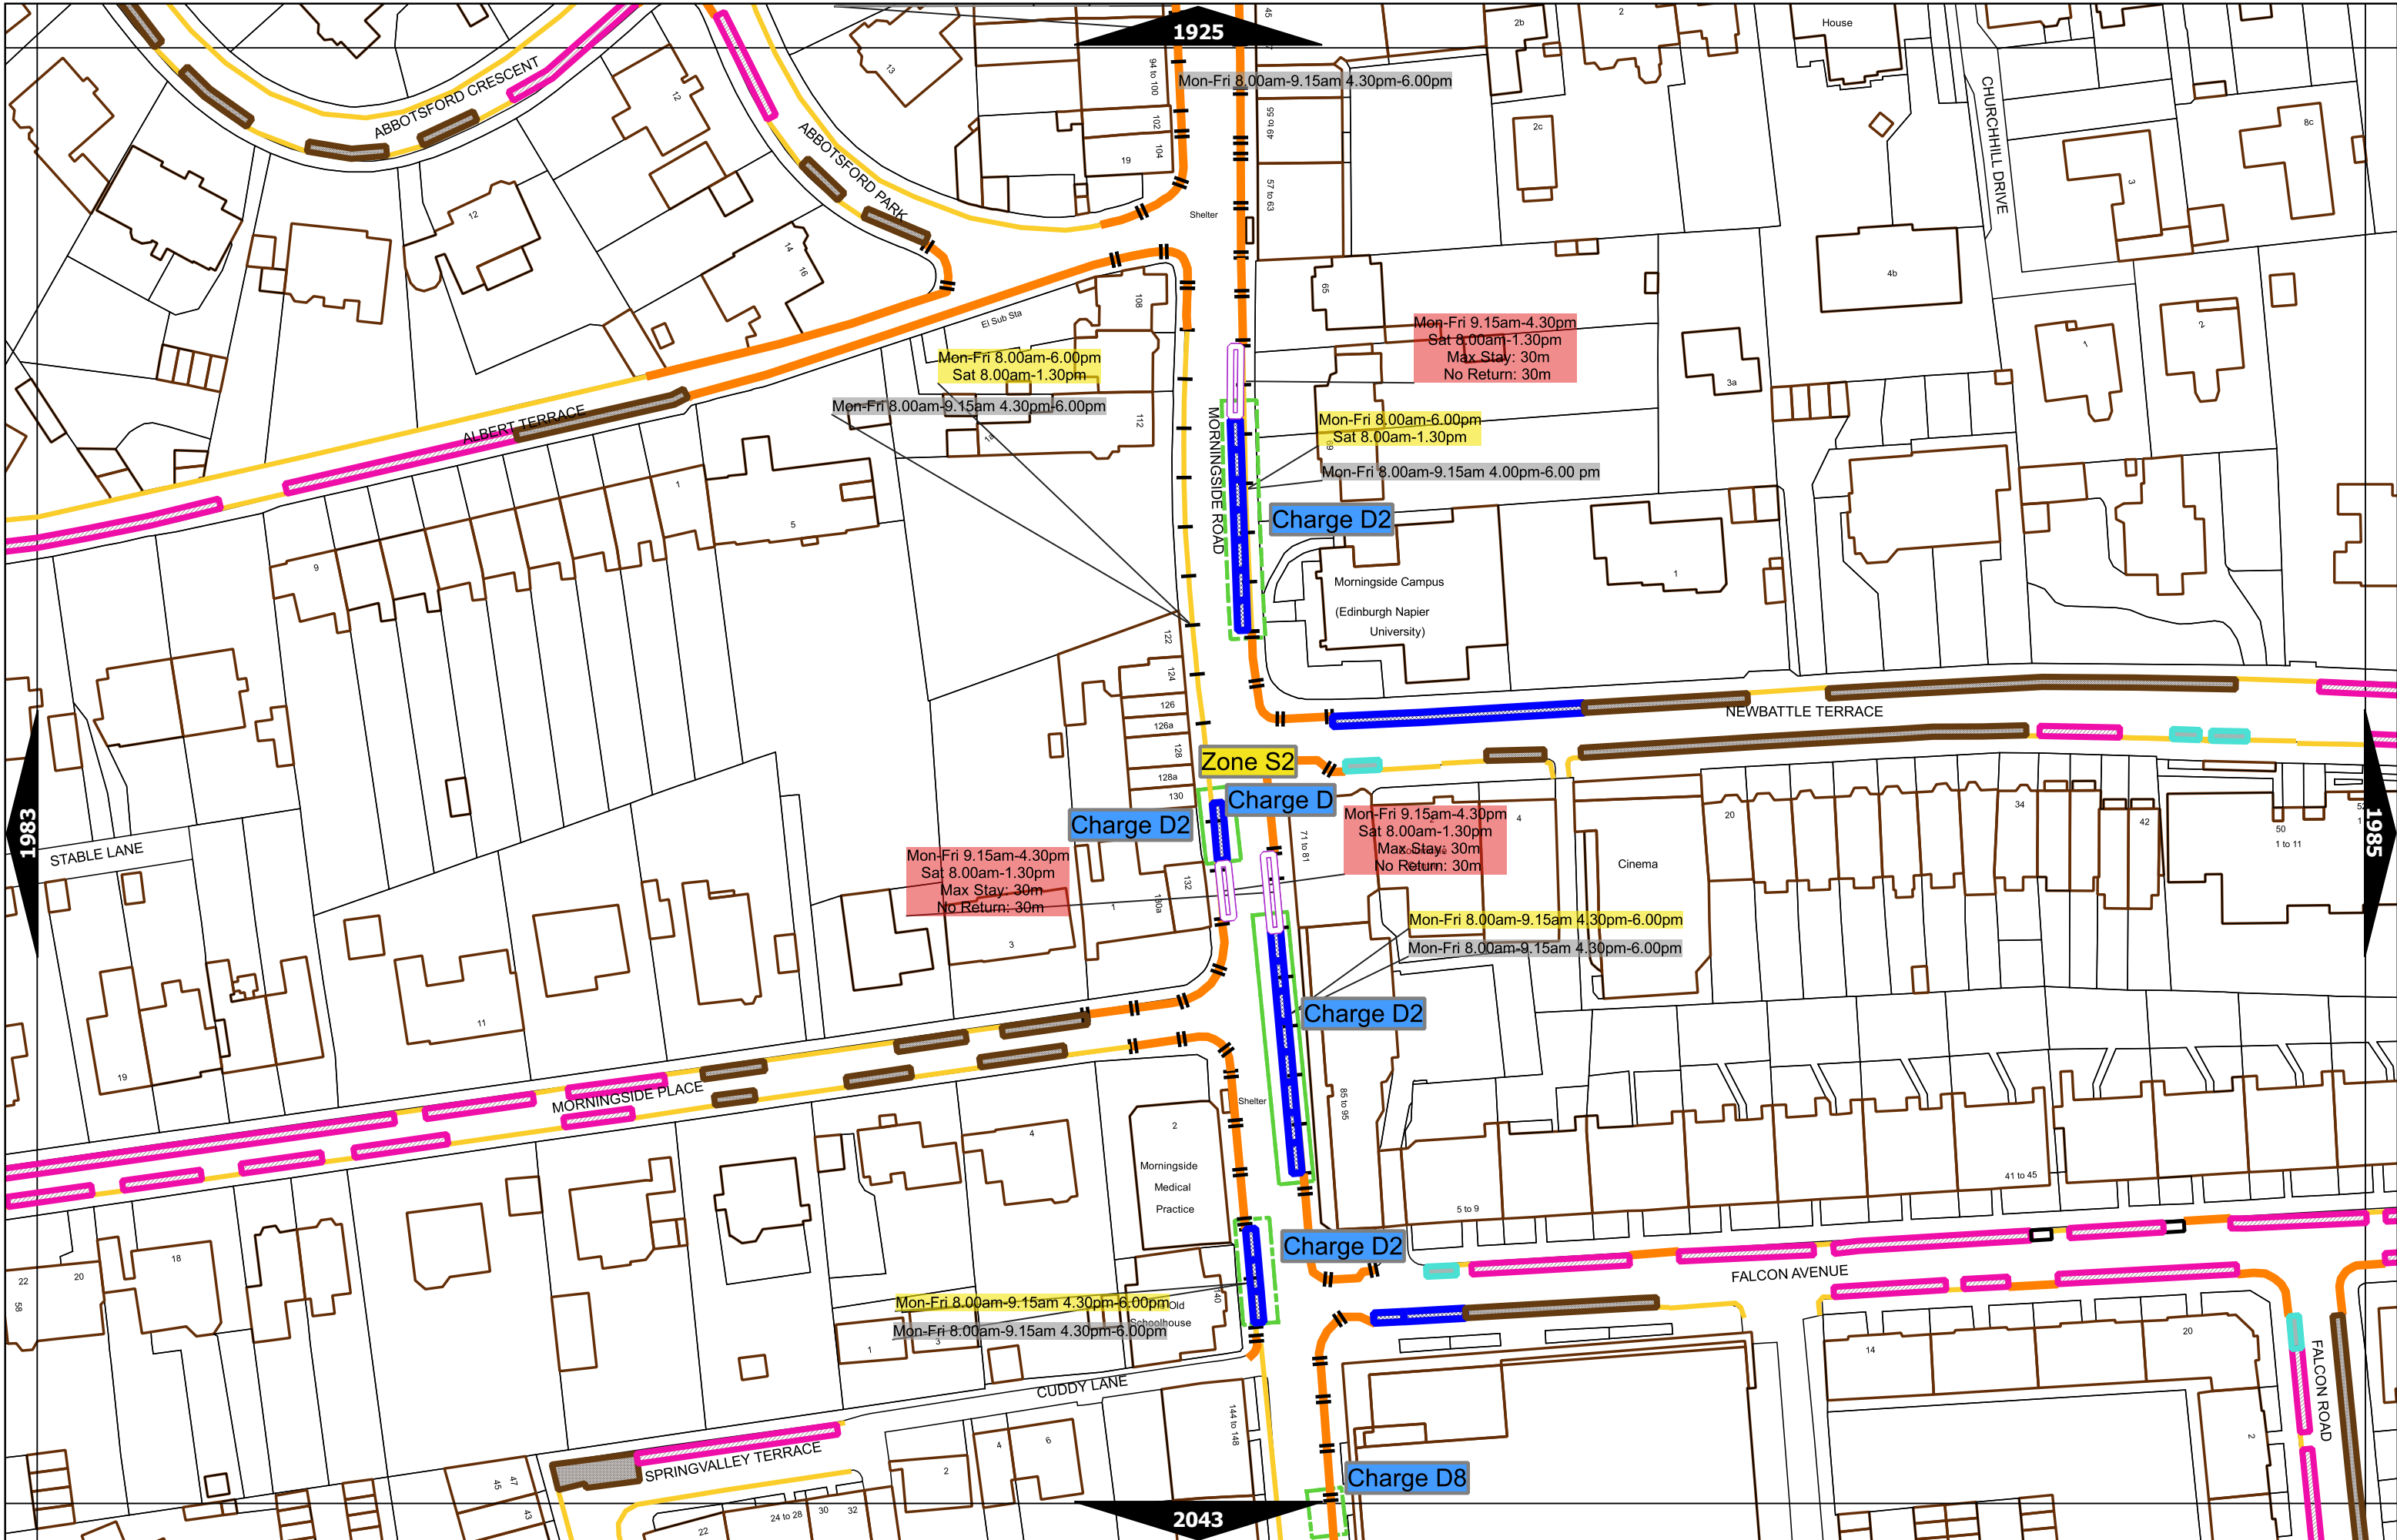 1925
45
2b
2
House
ABBOTSFORD CRESCENT
13
94 to 100
Mon-Fri 8.00am-9.15am 4.30pm-6.00pm
12
102
104
19
49 to 55
2c
CHURCHHILL DRIVE
8c
3
ABBOTSFORD PARK
57 to 63
Shelter
12
14
16
108
65
4b
El Sub Sta
Mon-Fri 9.15am-4.30pm
Sat 8.00am-1.30pm
Max Stay: 30m
No Return: 30m
1
2
Mon-Fri 8.00am-6.00pm
Sat 8.00am-1.30pm
3a
Mon-Fri 8.00am-9.15am 4.30pm-6.00pm
ALBERT TERRACE
112
MORNINGSIDE ROAD
Mon-Fri 8.00am-6.00pm
Sat 8.00am-1.30pm
69
Mon-Fri 8.00am-9.15am 4.00pm-6.00 pm
1
5
Charge D2
9
Morningside Campus
(Edinburgh Napier
University)
1
122
124
126
126a
128
128a
130
NEWBATTLE TERRACE
Zone S2
Charge D
Charge D2
1983
STABLE LANE
71 to 81
Mon-Fri 9.15am-4.30pm
Sat 8.00am-1.30pm
Max Stay: 30m
No Return: 30m
4
20
34
42
50
1 to 11
52
1985
Cinema
Mon-Fri 9.15am-4.30pm
Sat 8.00am-1.30pm
Max Stay: 30m
No Return: 30m
132
130a
1
3
Mon-Fri 8.00am-9.15am 4.30pm-6.00pm
Mon-Fri 8.00am-9.15am 4.30pm-6.00pm
11
Charge D2
19
MORNINGSIDE PLACE
Shelter
85 to 95
4
2
Morningside
Medical
Practice
41 to 45
5 to 9
18
22
20
58
Charge D2
FALCON AVENUE
Mon-Fri 8.00am-9.15am 4.30pm-6.00pm
Old
Schoolhouse
140
Mon-Fri 8.00am-9.15am 4.30pm-6.00pm
1
3
14
20
FALCON ROAD
CUDDY LANE
144 to 148
2
4
6
2
SPRINGVALLEY TERRACE
Charge D8
45
47
43
22
24 to 28
30
32
2043